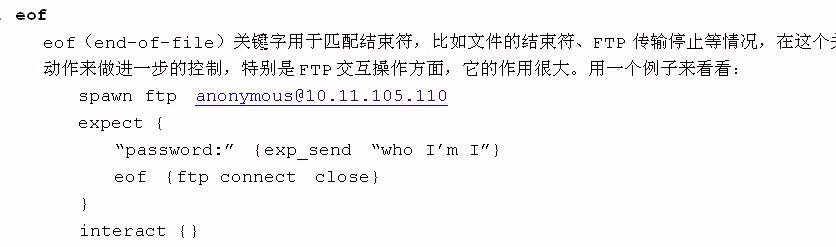 . eof
eof（end-of-file）关键字用于匹配结束符，比如文件的结束符、FTP 传输停止等情况，在这个
动作来做进一步的控制，特别是 FTP 交互操作方面，它的作用很大。用一个例子来看看：
spawn ftp anonymous@10.11.105.110
expect {
“password:” {exp_send “who I’m I”}
eof {ftp connect close}
}
interact {}